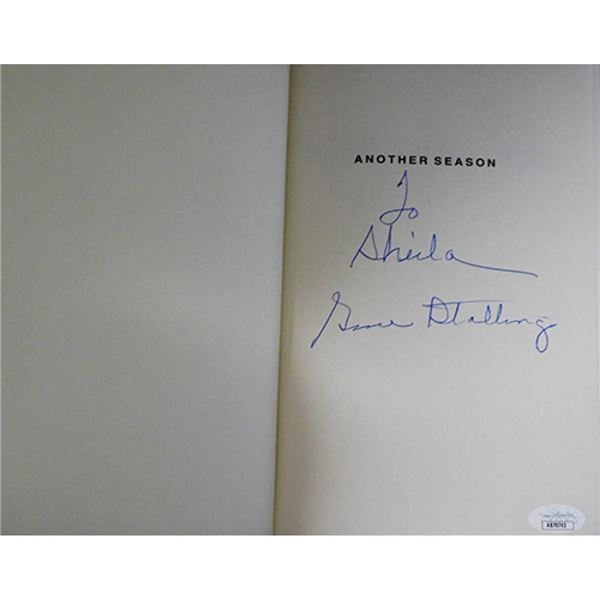 ANOTHER SEASON
To
Sheila
Gene Stallings